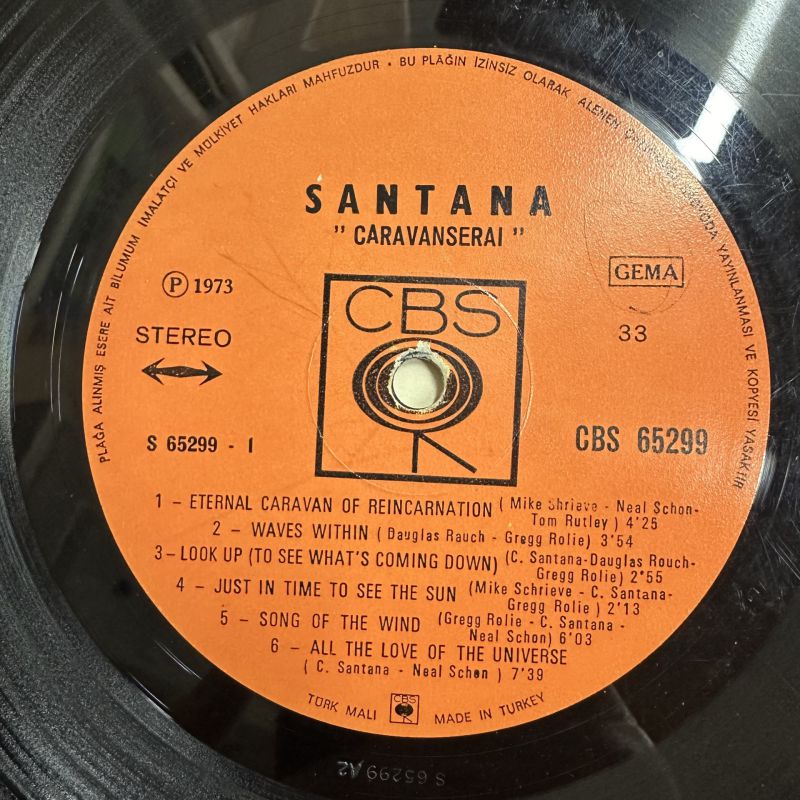 PLAĞA ALINMIŞ ESERE AİT BİLUMUM İMALÂTÇI VE MÜLKİYET HAKLARI MAHFUZDUR • BU PLÂĞIN İZİNSİZ OLARAK ALENEN RADYODA YAYINLANMASI VE KOPYESİ YASAKTIR
SANTANA
" CARAVANSERAI "
P 1973
GEMA
STEREO
CBS
33
S 65299 - I
CBS 65299
1 – ETERNAL CARAVAN OF REINCARNATION ( Mike Shrieve - Neal Schon-
Tom Rutley ) 4'25
2 – WAVES WITHIN ( Dauglas Rauch - Gregg Rolie ) 3'54
3 – LOOK UP (TO SEE WHAT'S COMING DOWN) (C. Santana-Dauglas Rouch-
Gregg Rolie) 2"55
4 – JUST IN TIME TO SEE THE SUN (Mike Schrieve - C. Santana-
Gregg Rolie ) 2'13
5 – SONG OF THE WIND (Gregg Rolie - C. Santana -
Neal Schon) 6'03
6 – ALL THE LOVE OF THE UNIVERSE
( C. Santana - Neal Schon ) 7'39
TÜRK MALI CBS MADE IN TURKEY
S 65299 A2